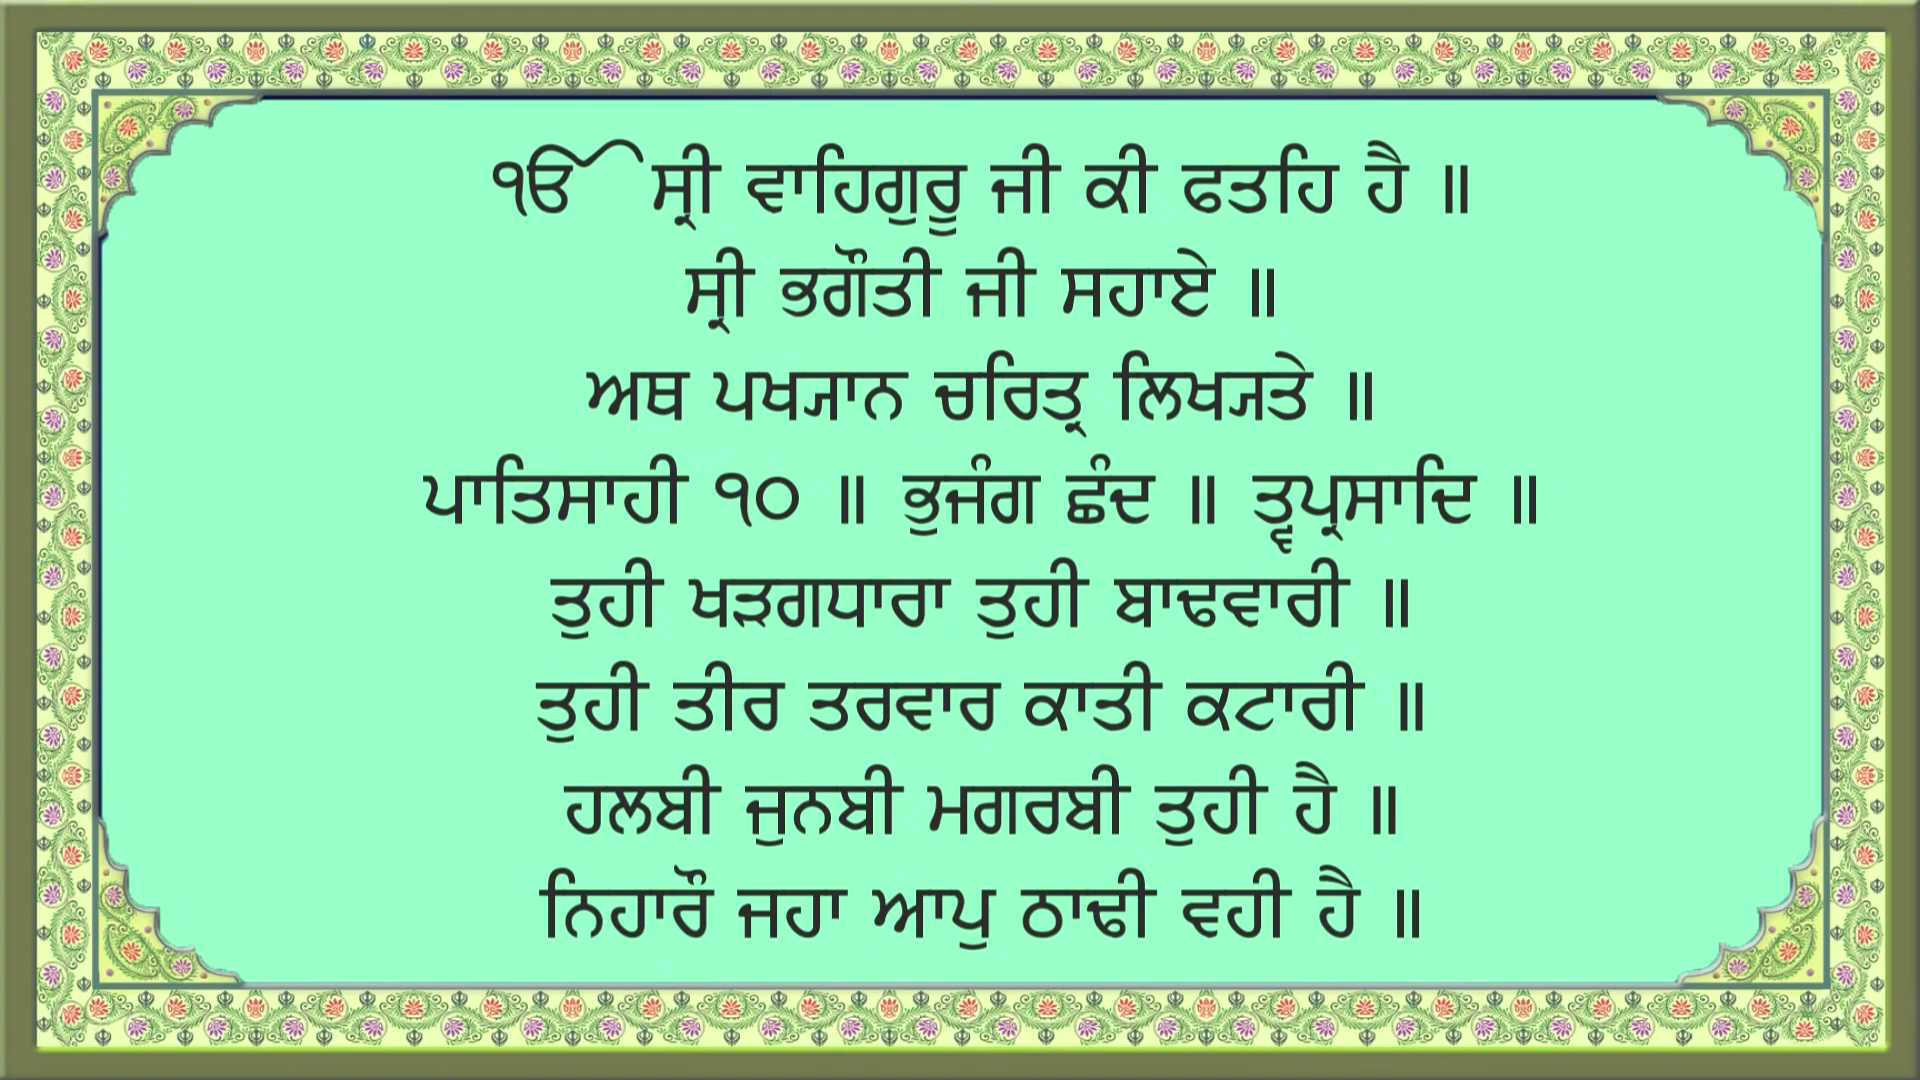 ੴ ਸ੍ਰੀ ਵਾਹਿਗੁਰੂ ਜੀ ਕੀ ਫਤਹਿ ਹੈ ॥
ਸ੍ਰੀ ਭਗੌਤੀ ਜੀ ਸਹਾਏ ॥
ਅਥ ਪਖ੍ਯਾਨ ਚਰਿਤ੍ਰ ਲਿਖ੍ਯਤੇ ॥
ਪਾਤਿਸਾਹੀ ੧੦ ॥ ਭੁਜੰਗ ਛੰਦ ॥ ਤ੍ਵਪ੍ਰਸਾਦਿ ॥
ਤੁਹੀ ਖੜਗਧਾਰਾ ਤੁਹੀ ਬਾਢਵਾਰੀ ॥
ਤੁਹੀ ਤੀਰ ਤਰਵਾਰ ਕਾਤੀ ਕਟਾਰੀ ॥
ਹਲਬੀ ਜੁਨਬੀ ਮਗਰਬੀ ਤੁਹੀ ਹੈ ॥
ਨਿਹਾਰੌ ਜਹਾ ਆਪੁ ਠਾਢੀ ਵਹੀ ਹੈ ॥